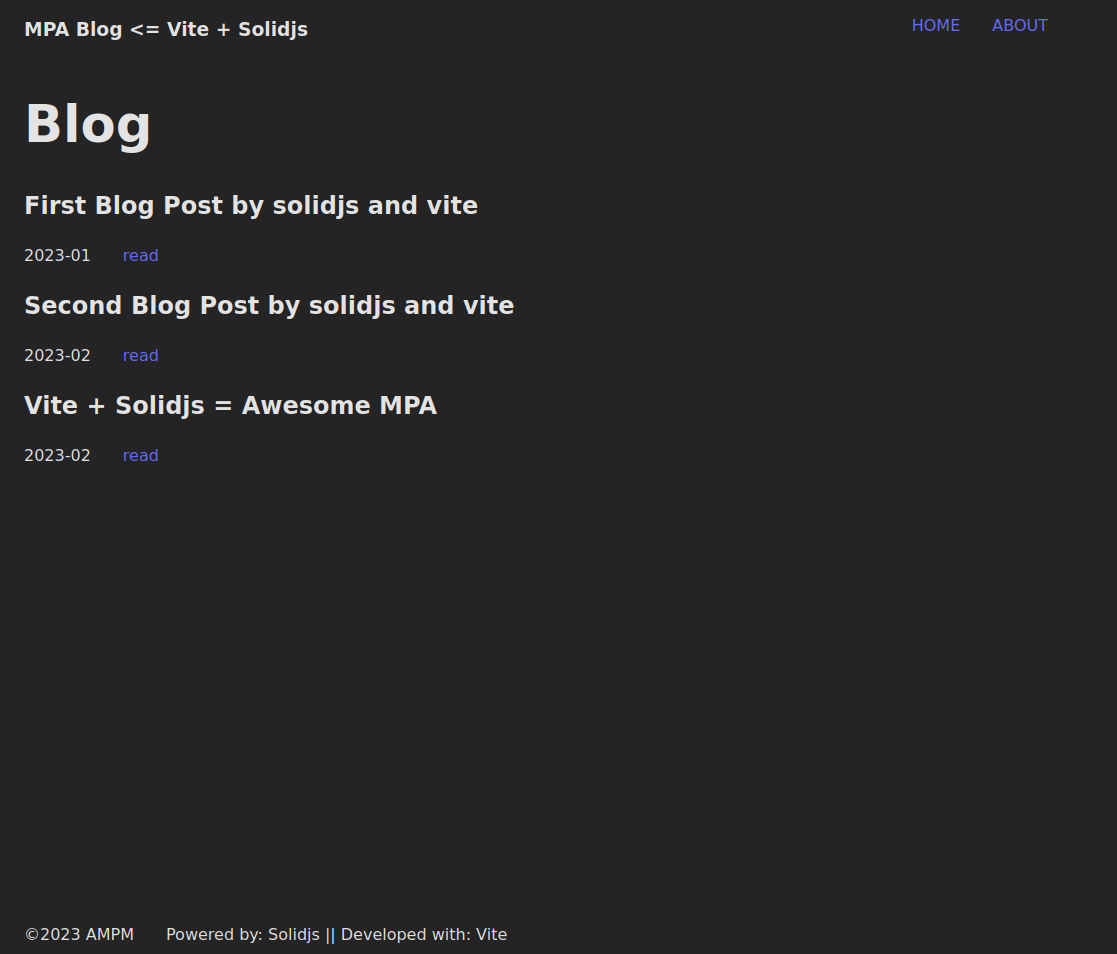 MPA Blog <= Vite + Solidjs HOME ABOUT
Blog
First Blog Post by solidjs and vite
2023-01 read
Second Blog Post by solidjs and vite
2023-02 read
Vite + Solidjs = Awesome MPA
2023-02 read
©2023 AMPM Powered by: Solidjs || Developed with: Vite